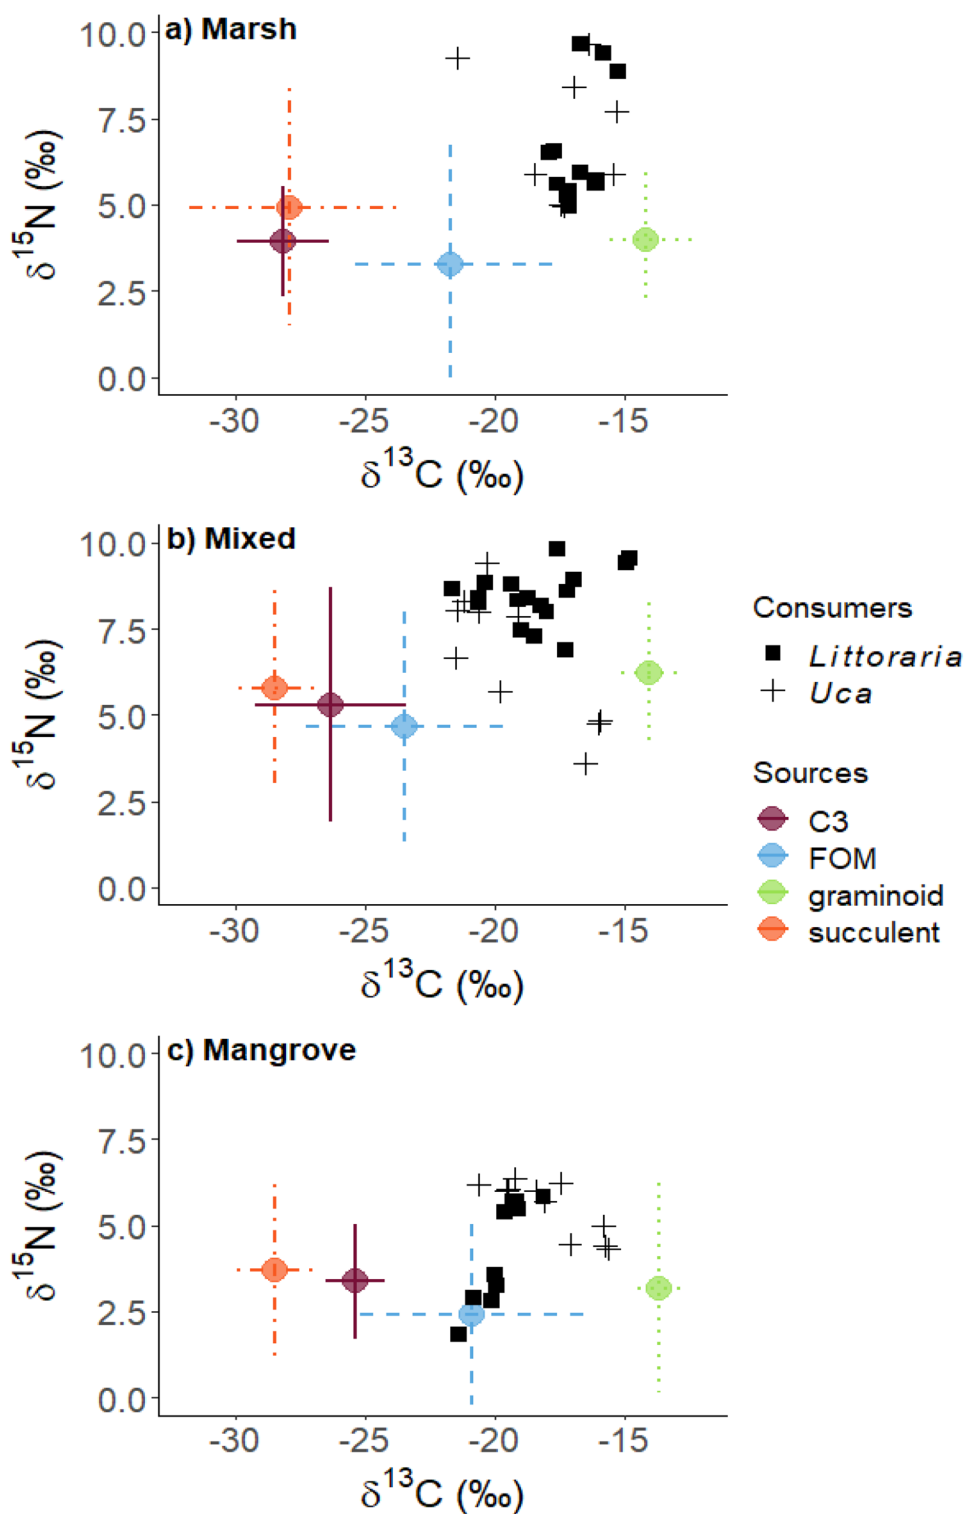 a) Marsh
10.0
7.5
5.0
2.5
0.0
δ15N (‰)
-30 -25 -20 -15
δ13C (‰)
b) Mixed
10.0
7.5
5.0
2.5
0.0
δ15N (‰)
-30 -25 -20 -15
δ13C (‰)
Consumers
Littoraria
Uca
Sources
C3
FOM
graminoid
succulent
c) Mangrove
10.0
7.5
5.0
2.5
0.0
δ15N (‰)
-30 -25 -20 -15
δ13C (‰)